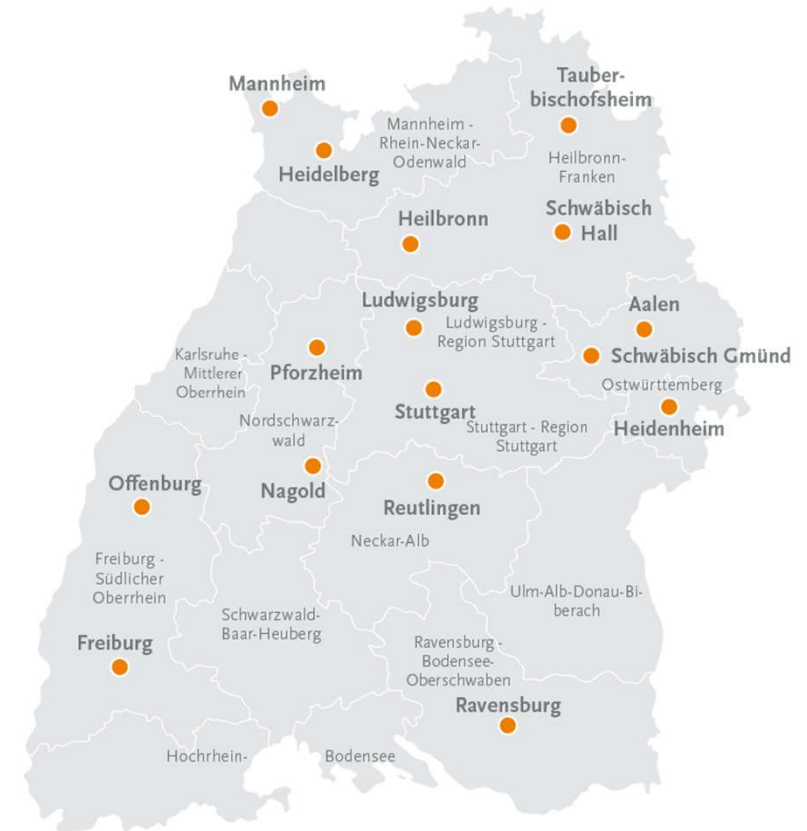 Mannheim
Tauber-
bischofsheim
Mannheim -
Rhein-Neckar-
Odenwald
Heidelberg
Heilbronn-
Franken
Heilbronn
Schwäbisch
Hall
Ludwigsburg
Ludwigsburg -
Region Stuttgart
Aalen
Schwäbisch Gmünd
Karlsruhe -
Mittlerer
Oberrhein
Pforzheim
Ostwürttemberg
Stuttgart
Stuttgart - Region
Stuttgart
Heidenheim
Nordschwarz-
wald
Offenburg
Nagold
Reutlingen
Neckar-Alb
Freiburg -
Südlicher
Oberrhein
Ulm-Alb-Donau-Bi-
berach
Schwarzwald-
Baar-Heuberg
Freiburg
Ravensburg -
Bodensee-
Oberschwaben
Ravensburg
Hochrhein-
Bodensee